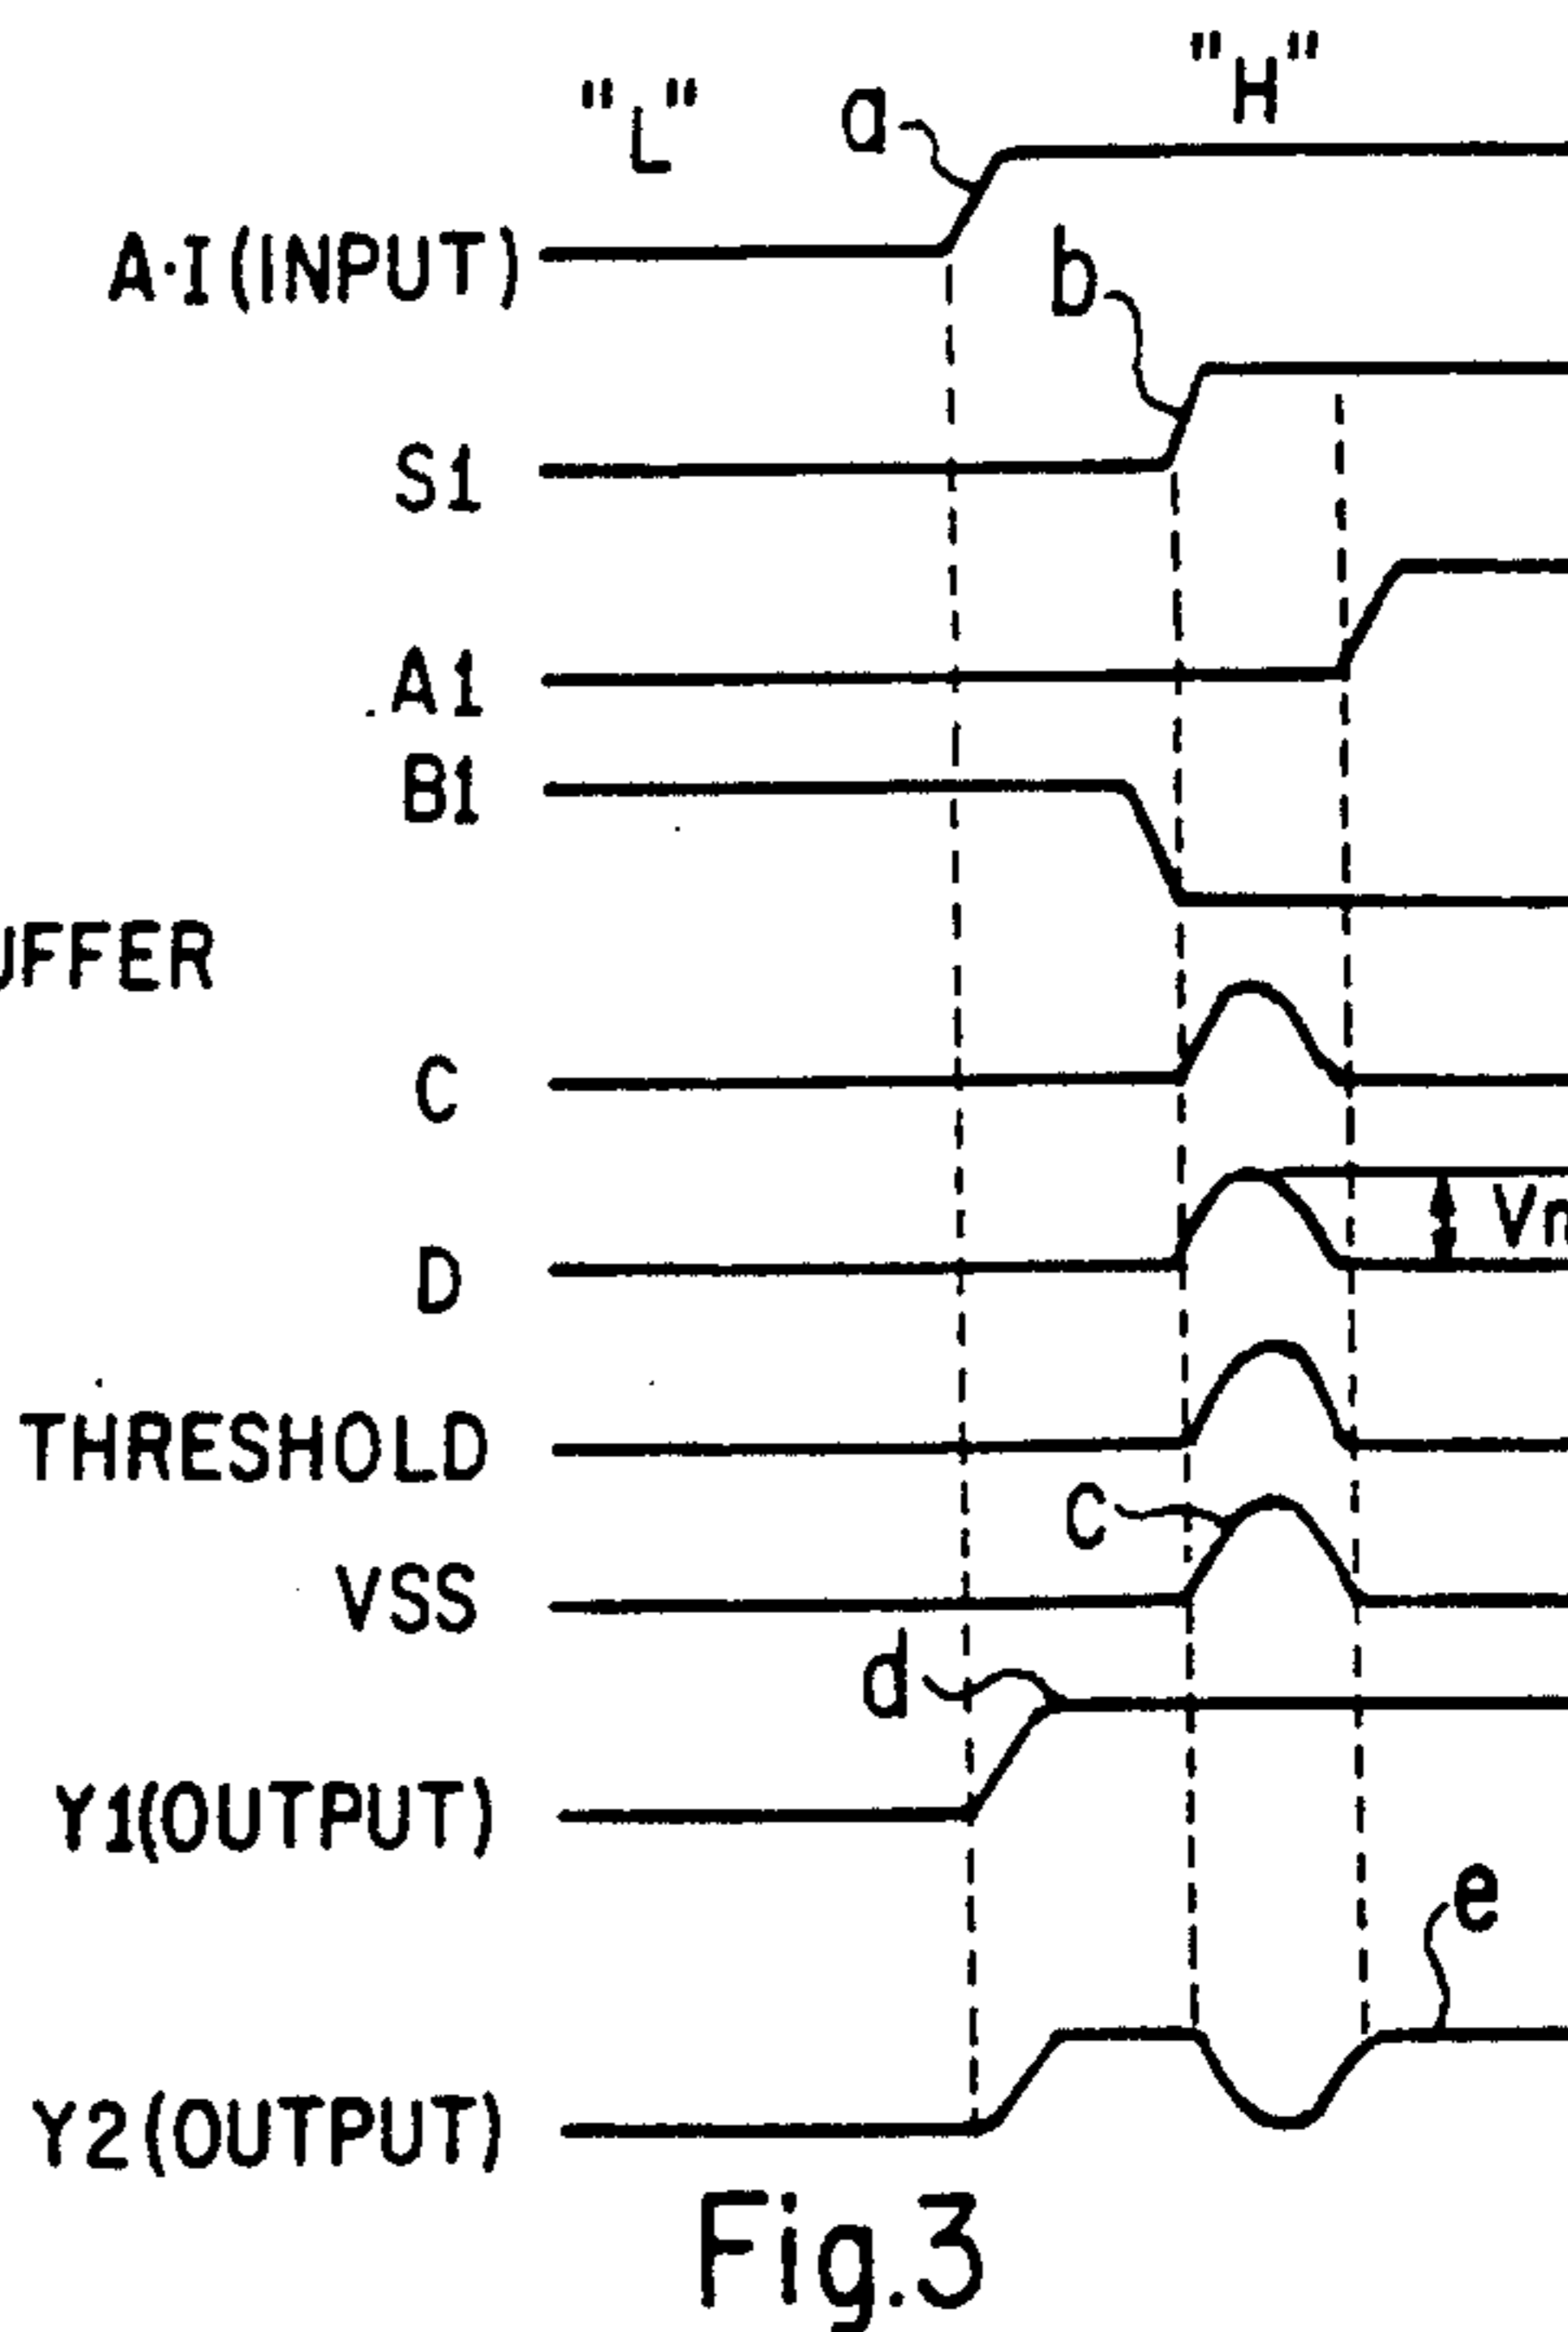 "L"
a
"H"
A·I(INPUT)
b
S1
A1
B1
UFFER
C
D
THRESHOLD
c
VSS
d
Y1(OUTPUT)
e
Y2(OUTPUT)
Fig.3